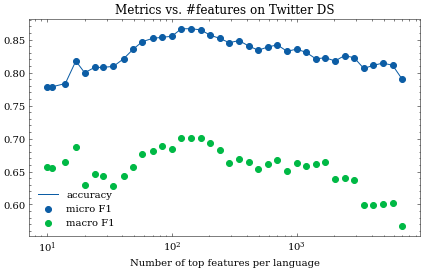 Metrics vs. #features on Twitter DS
0.85
0.80
0.75
0.70
0.65
0.60
accuracy
micro F1
macro F1
10¹ 10² 10³
Number of top features per language